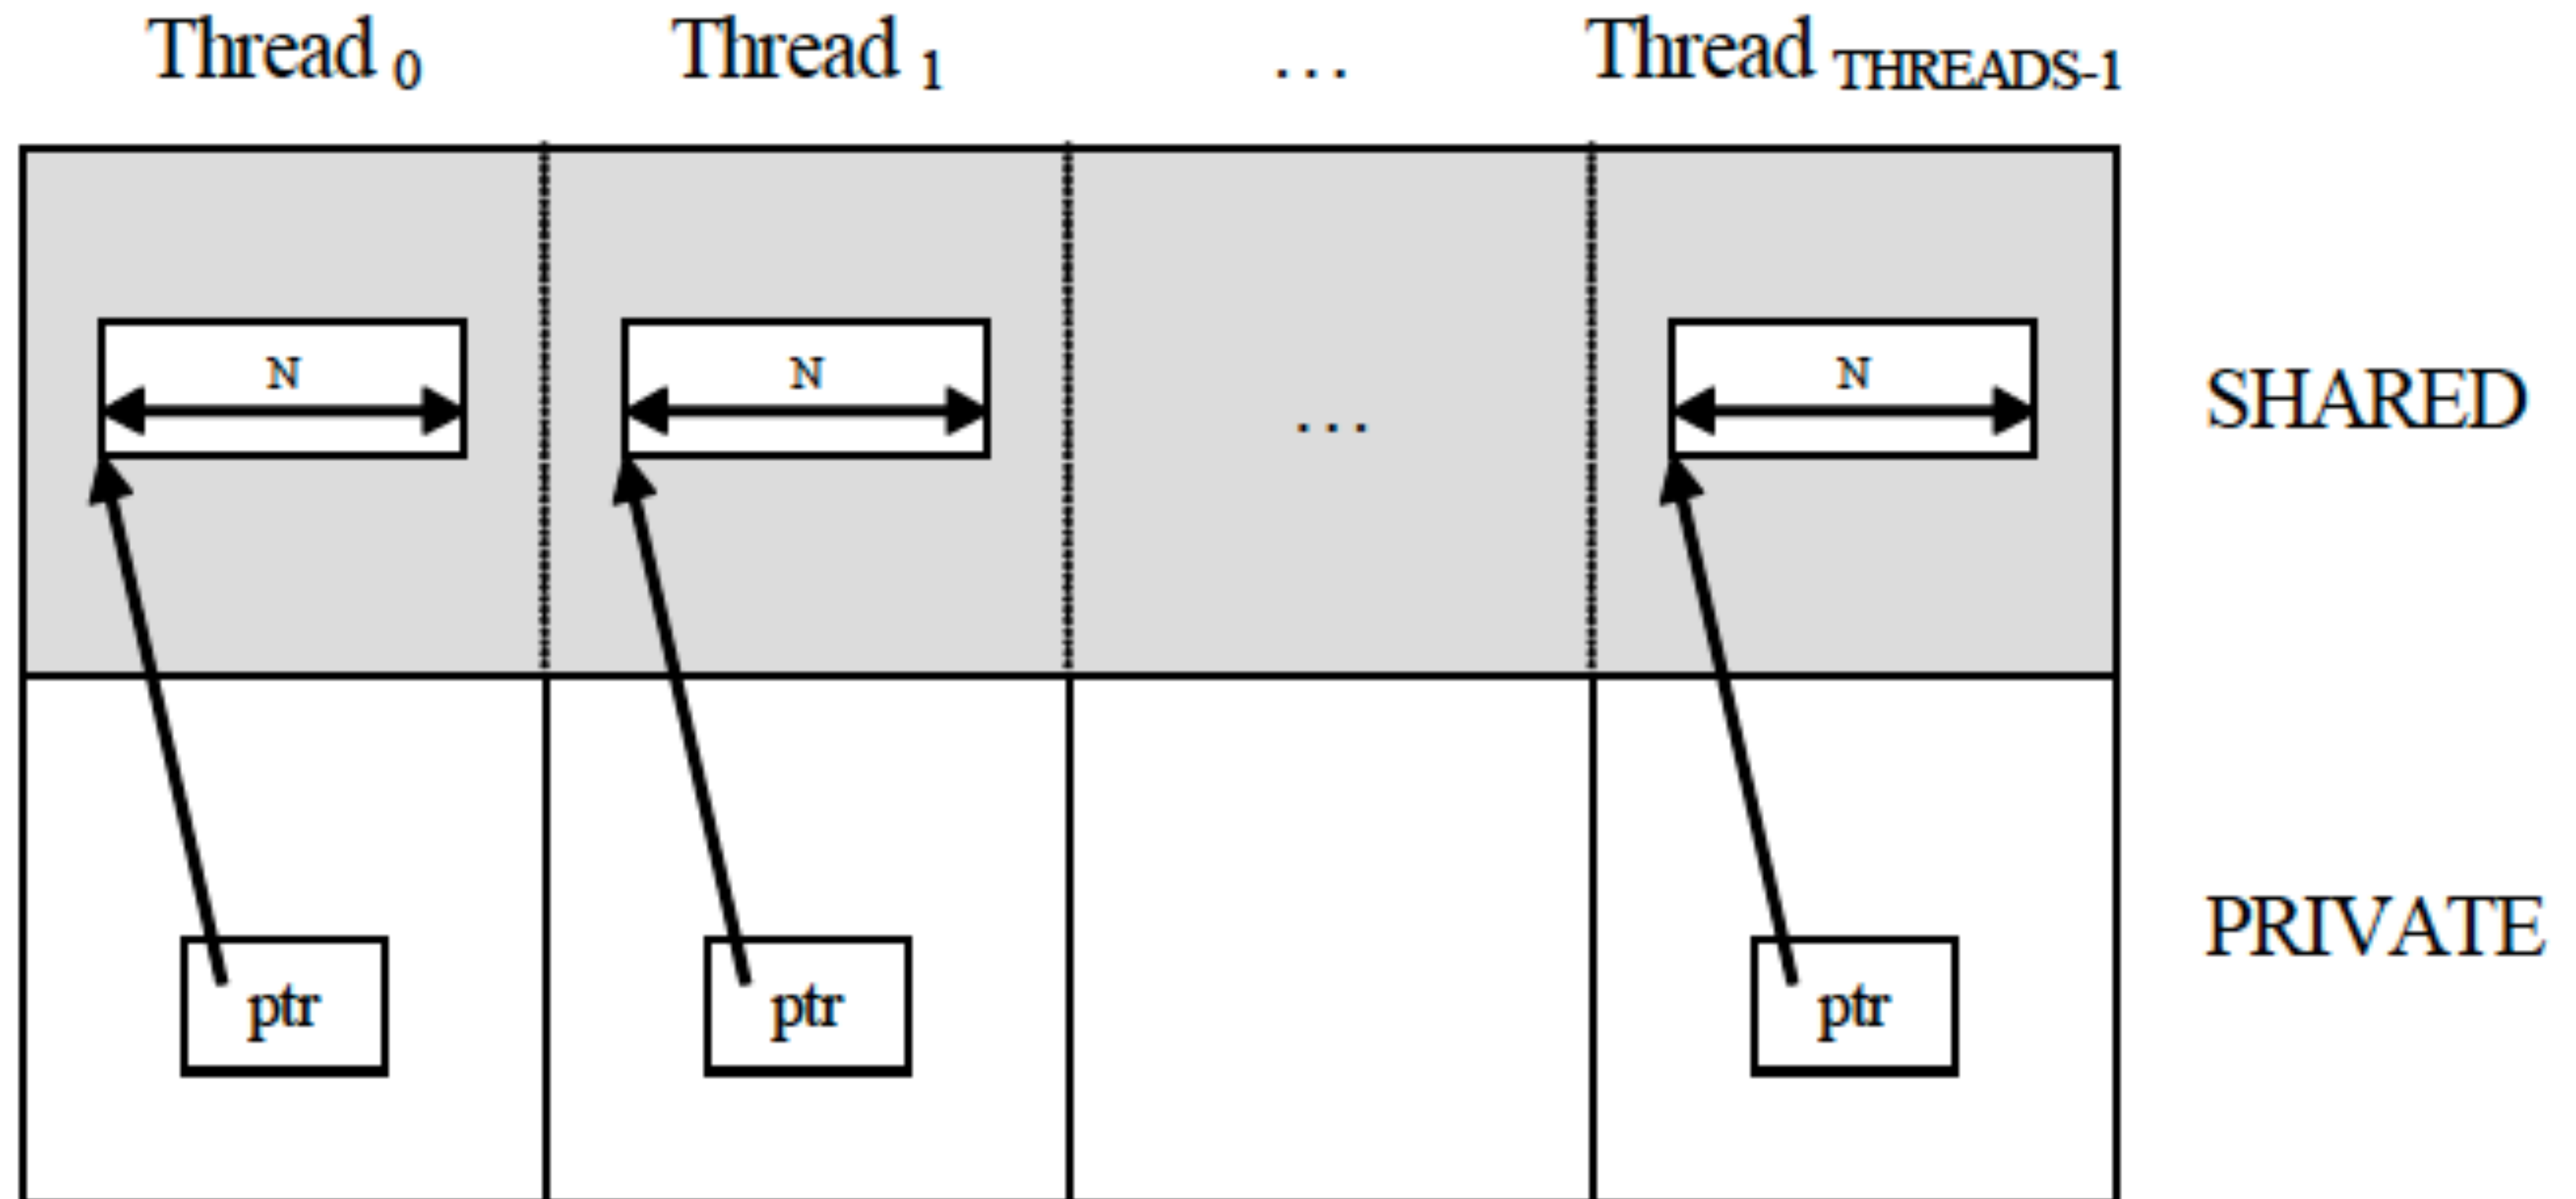 Thread 0 Thread 1 ... Thread THREADS-1
N N N
... SHARED
ptr ptr ptr PRIVATE